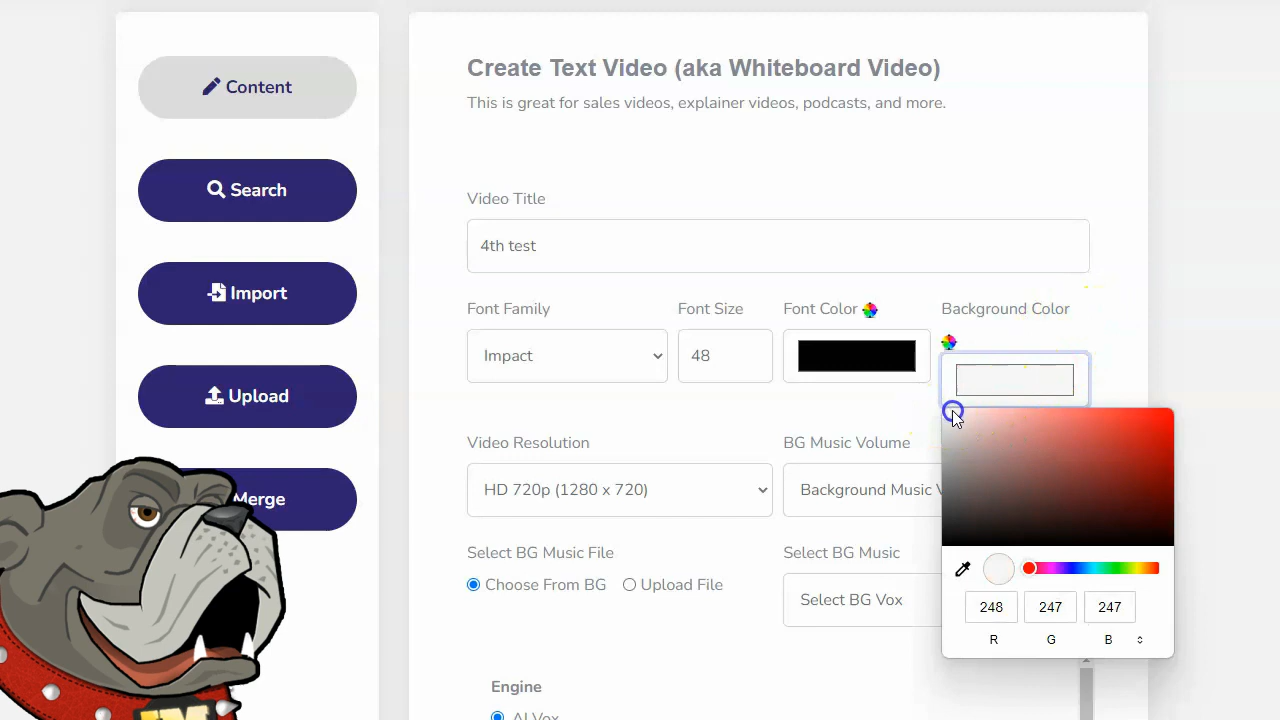 Content
Search
Import
Upload
Merge
Create Text Video (aka Whiteboard Video)
This is great for sales videos, explainer videos, podcasts, and more.
Video Title
4th test
Font Family
Font Size
Font Color
Background Color
Impact
48
Video Resolution
BG Music Volume
HD 720p (1280 x 720)
Background Music
Select BG Music File
Select BG Music
Choose From BG
Upload File
Select BG Vox
248
247
247
R
G
B
Engine
AI Vox